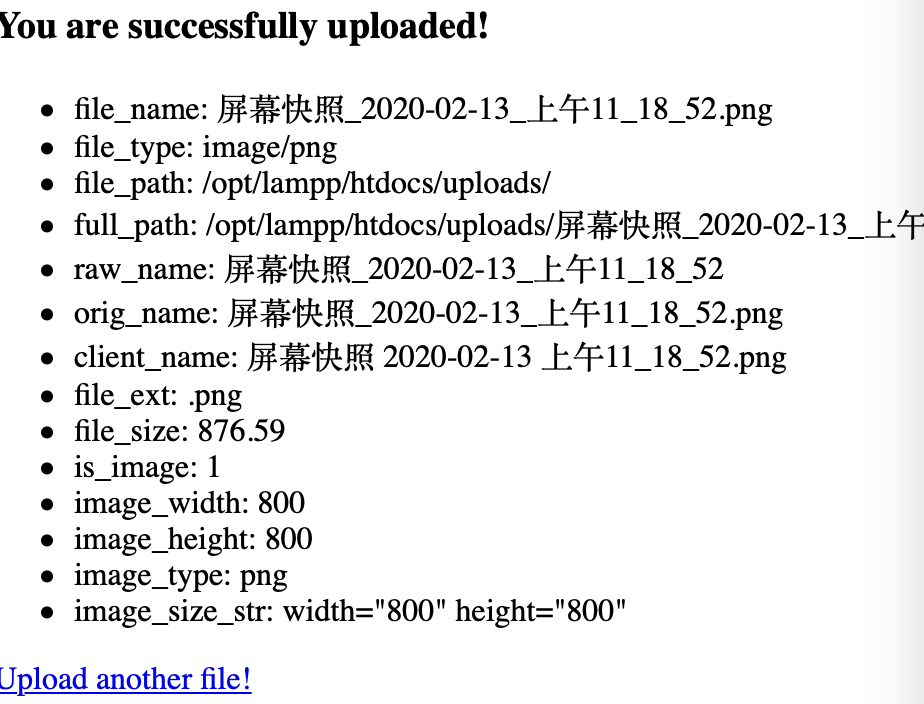 You are successfully uploaded!
file_name: 屏幕快照_2020-02-13_上午11_18_52.png
file_type: image/png
file_path: /opt/lampp/htdocs/uploads/
full_path: /opt/lampp/htdocs/uploads/屏幕快照_2020-02-13_上午
raw_name: 屏幕快照_2020-02-13_上午11_18_52
orig_name: 屏幕快照_2020-02-13_上午11_18_52.png
client_name: 屏幕快照 2020-02-13 上午11_18_52.png
file_ext: .png
file_size: 876.59
is_image: 1
image_width: 800
image_height: 800
image_type: png
image_size_str: width="800" height="800"
Upload another file!